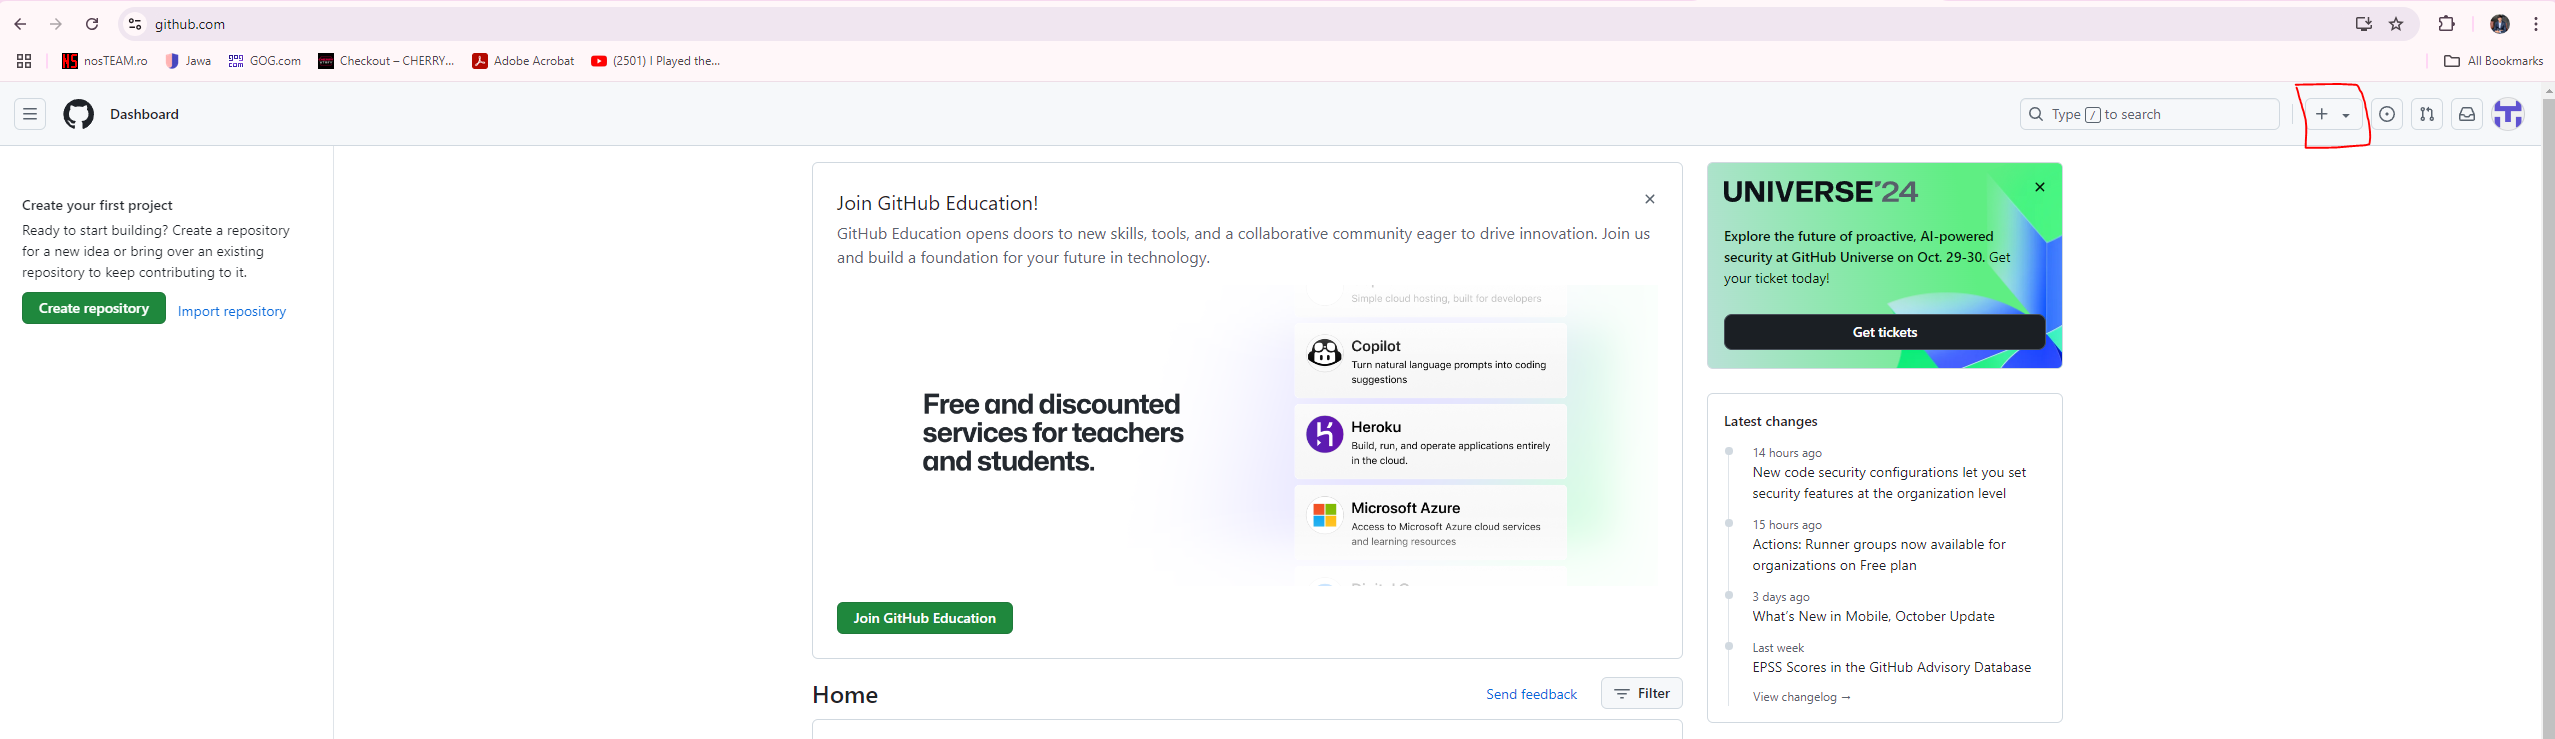 github.com
nosTEAM.ro
Jawa
GOG.com
Checkout – CHERRY...
Adobe Acrobat
(2501) I Played the...
All Bookmarks
Dashboard
Type / to search
Create your first project
Ready to start building? Create a repository
for a new idea or bring over an existing
repository to keep contributing to it.
Create repository
Import repository
Join GitHub Education!
GitHub Education opens doors to new skills, tools, and a collaborative community eager to drive innovation. Join us
and build a foundation for your future in technology.
Free and discounted
services for teachers
and students.
Simple cloud hosting, built for developers
Copilot
Turn natural language prompts into coding
suggestions
Heroku
Build, run, and operate applications entirely
in the cloud.
Microsoft Azure
Access to Microsoft Azure cloud services
and learning resources
Join GitHub Education
Home
Send feedback
Filter
UNIVERSE'24
Explore the future of proactive, AI-powered
security at GitHub Universe on Oct. 29-30. Get
your ticket today!
Get tickets
Latest changes
14 hours ago
New code security configurations let you set
security features at the organization level
15 hours ago
Actions: Runner groups now available for
organizations on Free plan
3 days ago
What's New in Mobile, October Update
Last week
EPSS Scores in the GitHub Advisory Database
View changelog →